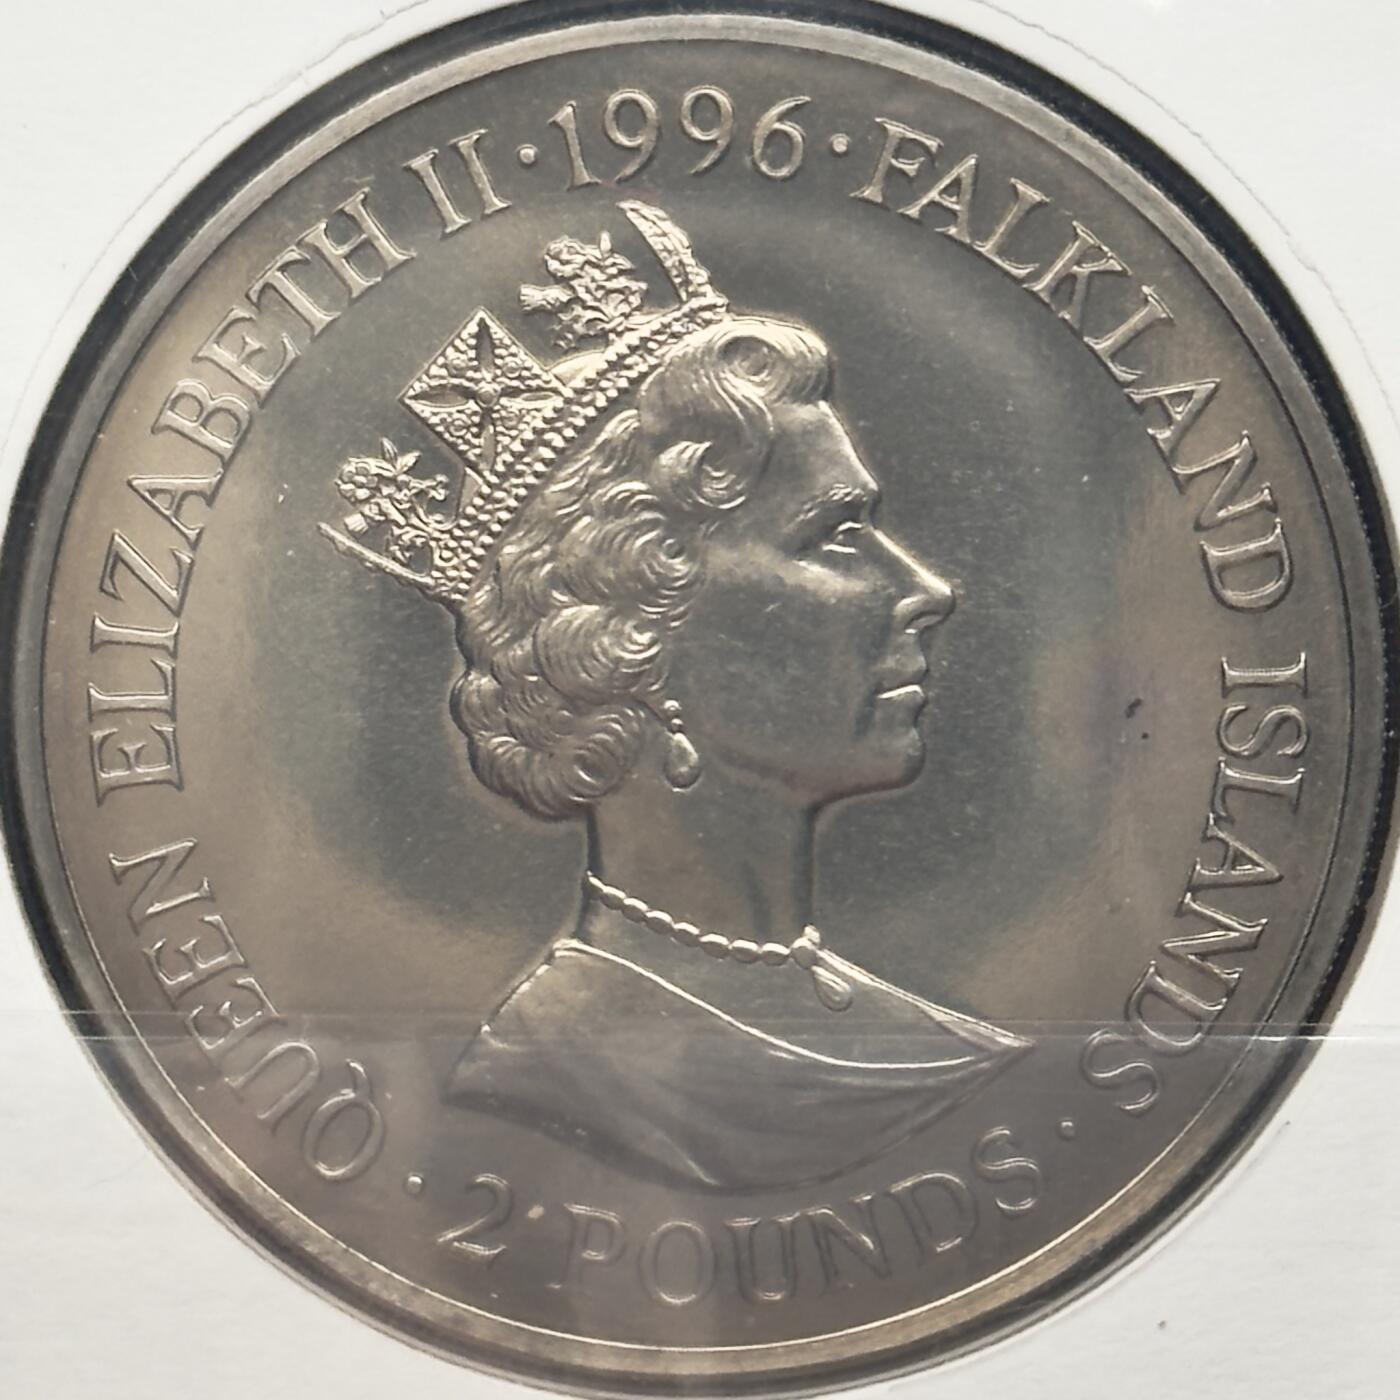 QUEEN ELIZABETH II · 1996 · FALKLAND ISLANDS ·
2 · POUNDS